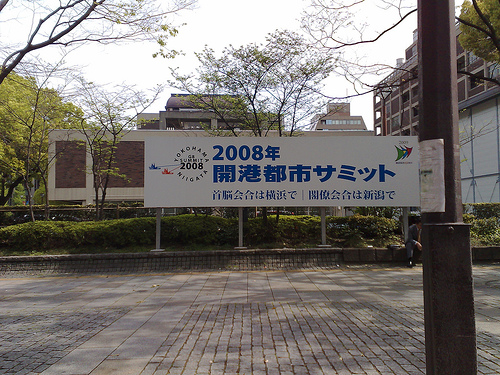 YOKOHAMA
G8 SUMMIT
2008
NIIGATA
2008年
開港都市サミット
首脳会合は横浜で｜閣僚会合は新潟で